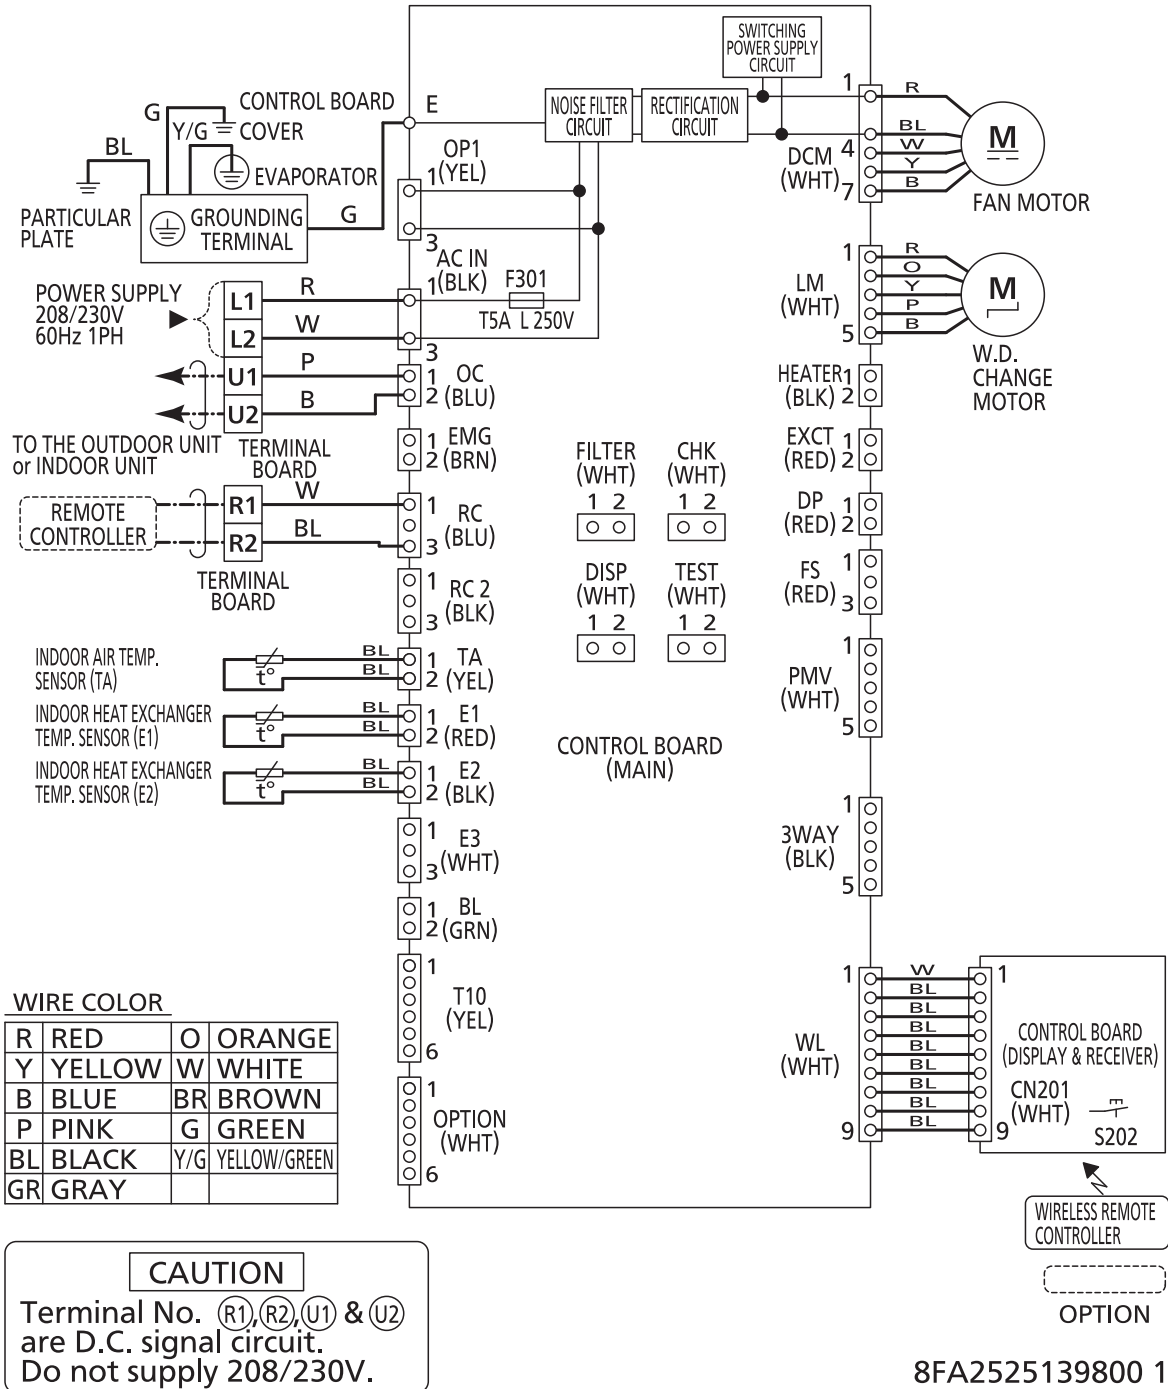 SWITCHING
POWER SUPPLY
CIRCUIT
NOISE FILTER
CIRCUIT
RECTIFICATION
CIRCUIT
G
CONTROL BOARD
COVER
Y/G
BL
EVAPORATOR
PARTICULAR
PLATE
GROUNDING
TERMINAL
G
E
OP1
(YEL)
1
3
AC IN
(BLK)
1
3
F301
T5A L 250V
POWER SUPPLY
208/230V
60Hz 1PH
L1
R
L2
W
U1
P
U2
B
OC
(BLU)
1
2
TO THE OUTDOOR UNIT
or INDOOR UNIT
TERMINAL
BOARD
EMG
(BRN)
1
2
REMOTE
CONTROLLER
R1
W
R2
BL
TERMINAL
BOARD
RC
(BLU)
1
3
RC 2
(BLK)
1
3
INDOOR AIR TEMP.
SENSOR (TA)
t°
BL
BL
1
2
TA
(YEL)
INDOOR HEAT EXCHANGER
TEMP. SENSOR (E1)
t°
BL
BL
1
2
E1
(RED)
INDOOR HEAT EXCHANGER
TEMP. SENSOR (E2)
t°
BL
BL
1
2
E2
(BLK)
1
3
E3
(WHT)
1
2
BL
(GRN)
1
6
T10
(YEL)
1
6
OPTION
(WHT)
FILTER
(WHT)
1 2
CHK
(WHT)
1 2
DISP
(WHT)
1 2
TEST
(WHT)
1 2
CONTROL BOARD
(MAIN)
1
4
7
DCM
(WHT)
R
BL
W
Y
B
M
FAN MOTOR
1
5
LM
(WHT)
R
O
Y
P
B
M
W.D.
CHANGE
MOTOR
HEATER
(BLK)
1
2
EXCT
(RED)
1
2
DP
(RED)
1
2
FS
(RED)
1
3
PMV
(WHT)
1
5
3WAY
(BLK)
1
5
WL
(WHT)
1
9
W
BL
BL
BL
BL
BL
BL
BL
BL
1
9
CONTROL BOARD
(DISPLAY & RECEIVER)
CN201
(WHT)
S202
WIRELESS REMOTE
CONTROLLER
OPTION
WIRE COLOR
R RED O ORANGE
Y YELLOW W WHITE
B BLUE BR BROWN
P PINK G GREEN
BL BLACK Y/G YELLOW/GREEN
GR GRAY
CAUTION
Terminal No. R1, R2, U1 & U2
are D.C. signal circuit.
Do not supply 208/230V.
8FA2525139800 1